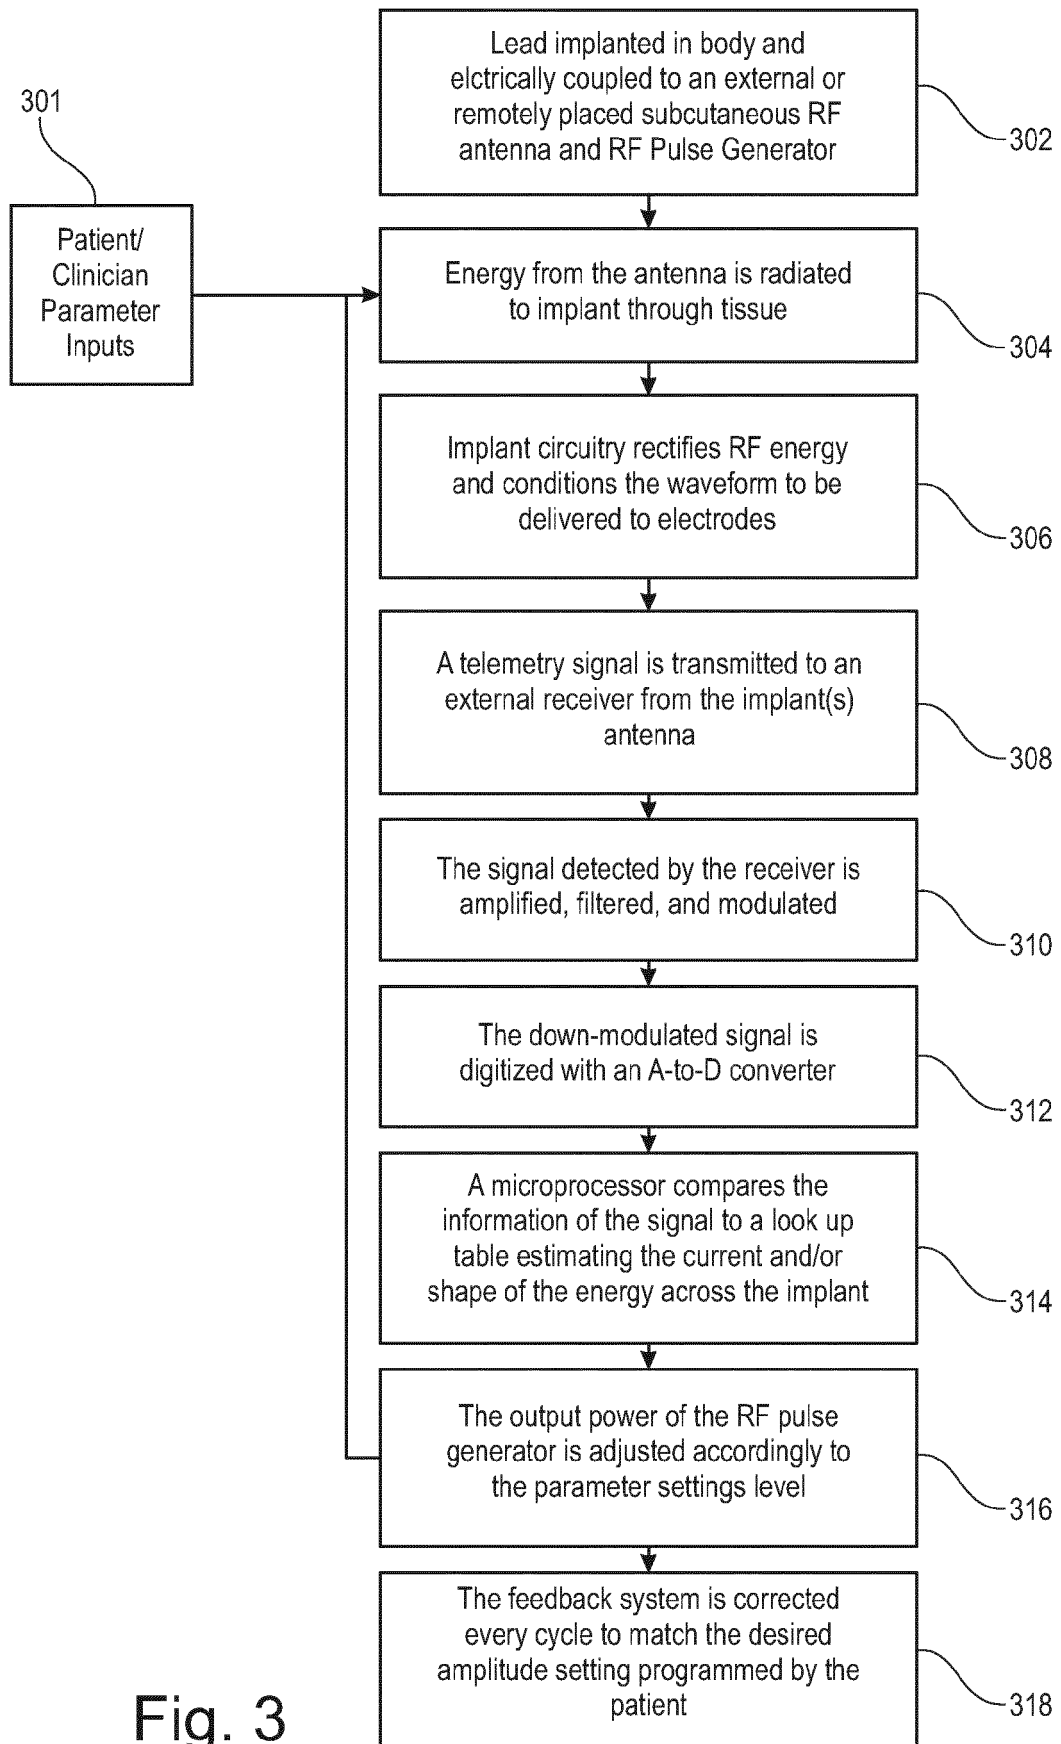 Lead implanted in body and
elctrically coupled to an external or
remotely placed subcutaneous RF
antenna and RF Pulse Generator
302
301
Patient/
Clinician
Parameter
Inputs
Energy from the antenna is radiated
to implant through tissue
304
Implant circuitry rectifies RF energy
and conditions the waveform to be
delivered to electrodes
306
A telemetry signal is transmitted to an
external receiver from the implant(s)
antenna
308
The signal detected by the receiver is
amplified, filtered, and modulated
310
The down-modulated signal is
digitized with an A-to-D converter
312
A microprocessor compares the
information of the signal to a look up
table estimating the current and/or
shape of the energy across the implant
314
The output power of the RF pulse
generator is adjusted accordingly to
the parameter settings level
316
The feedback system is corrected
every cycle to match the desired
amplitude setting programmed by the
patient
318
Fig. 3